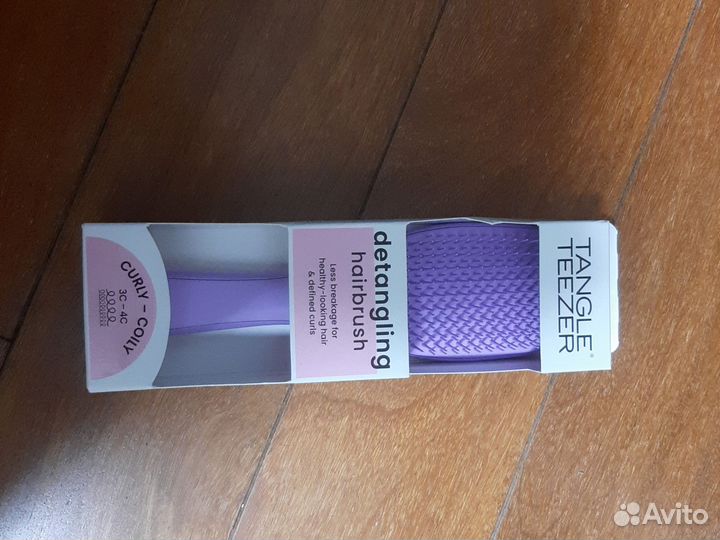 TANGLE
TEEZER®
detangling
hairbrush
Less breakage for
healthy-looking hair
& defined curls
CURLY - COILY
3C - 4C
Avito